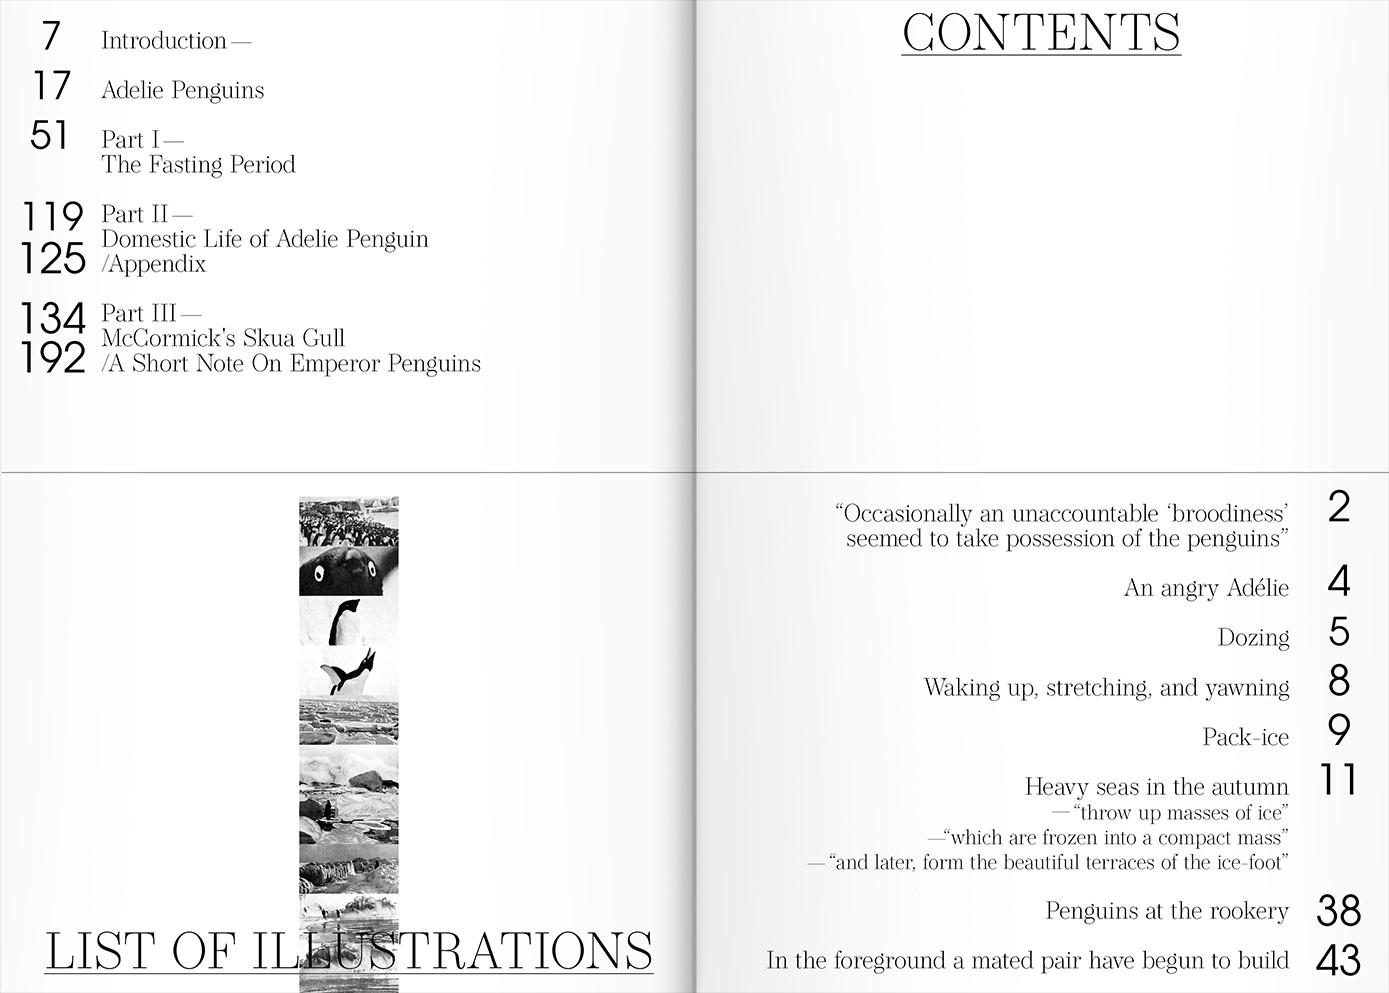 CONTENTS
7 Introduction—
17 Adelie Penguins
51 Part I—
The Fasting Period
119 Part II—
Domestic Life of Adelie Penguin
125 /Appendix
134 Part III—
McCormick's Skua Gull
192 /A Short Note On Emperor Penguins
LIST OF ILLUSTRATIONS
“Occasionally an unaccountable ‘broodiness’ 2
seemed to take possession of the penguins”
An angry Adélie 4
Dozing 5
Waking up, stretching, and yawning 8
Pack-ice 9
Heavy seas in the autumn 11
—“throw up masses of ice”
—“which are frozen into a compact mass”
—“and later, form the beautiful terraces of the ice-foot”
Penguins at the rookery 38
In the foreground a mated pair have begun to build 43